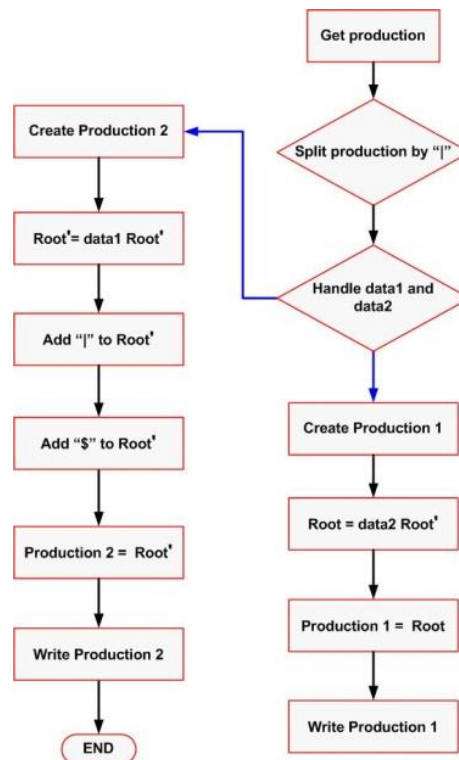 Get production
Split production by “|”
Handle data1 and
data2
Create Production 1
Root = data2 Root'
Production 1 = Root
Write Production 1
Create Production 2
Root'= data1 Root'
Add “|” to Root'
Add “$” to Root'
Production 2 = Root'
Write Production 2
END